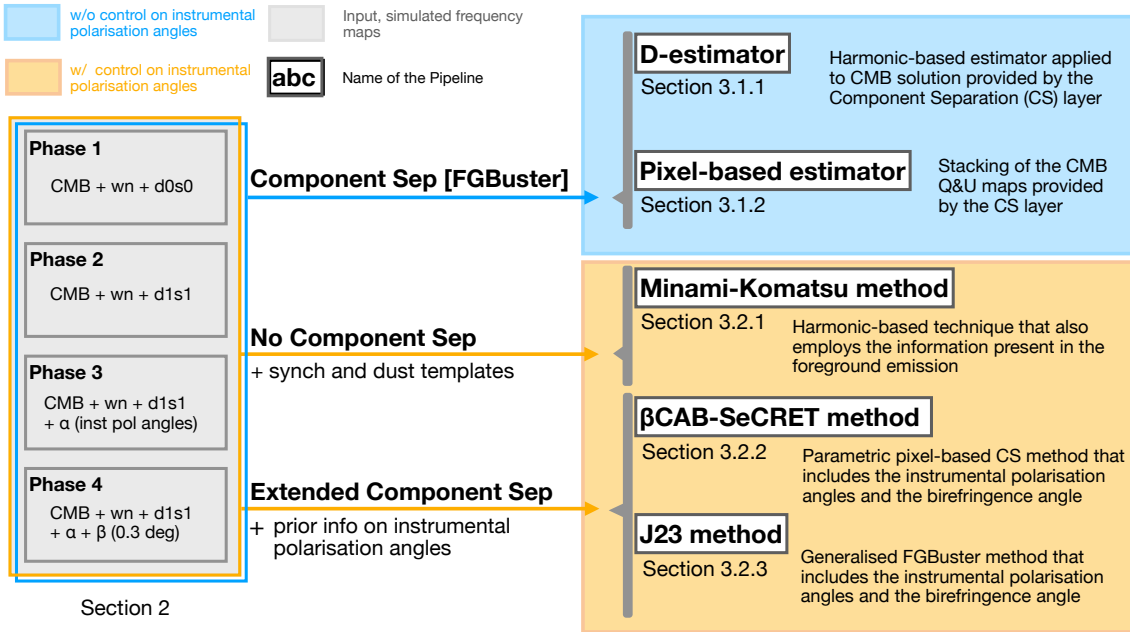 w/o control on instrumental
polarisation angles
Input, simulated frequency
maps
w/ control on instrumental
polarisation angles
abc
Name of the Pipeline
Phase 1
CMB + wn + d0s0
Phase 2
CMB + wn + d1s1
Phase 3
CMB + wn + d1s1
+ α (inst pol angles)
Phase 4
CMB + wn + d1s1
+ α + β (0.3 deg)
Section 2
Component Sep [FGBuster]
No Component Sep
+ synch and dust templates
Extended Component Sep
+ prior info on instrumental
polarisation angles
D-estimator
Section 3.1.1
Harmonic-based estimator applied
to CMB solution provided by the
Component Separation (CS) layer
Pixel-based estimator
Section 3.1.2
Stacking of the CMB
Q&U maps provided
by the CS layer
Minami-Komatsu method
Section 3.2.1
Harmonic-based technique that also
employs the information present in the
foreground emission
βCAB-SeCRET method
Section 3.2.2
Parametric pixel-based CS method that
includes the instrumental polarisation
angles and the birefringence angle
J23 method
Section 3.2.3
Generalised FGBuster method that
includes the instrumental polarisation
angles and the birefringence angle